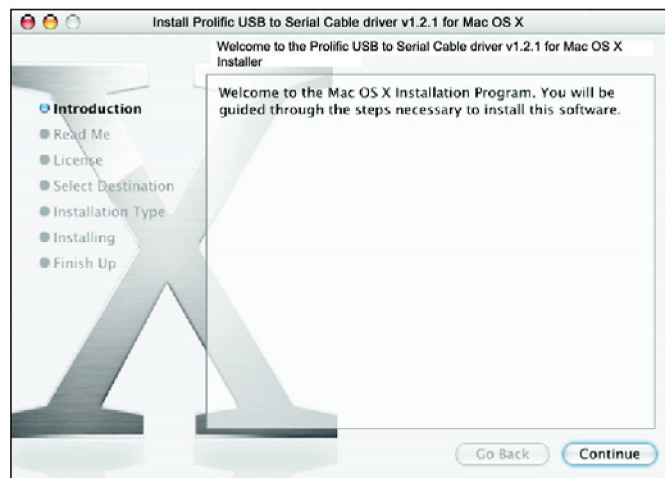 Install Prolific USB to Serial Cable driver v1.2.1 for Mac OS X
Welcome to the Prolific USB to Serial Cable driver v1.2.1 for Mac OS X
Installer
Introduction
Read Me
License
Select Destination
Installation Type
Installing
Finish Up
Welcome to the Mac OS X Installation Program. You will be
guided through the steps necessary to install this software.
Go Back
Continue